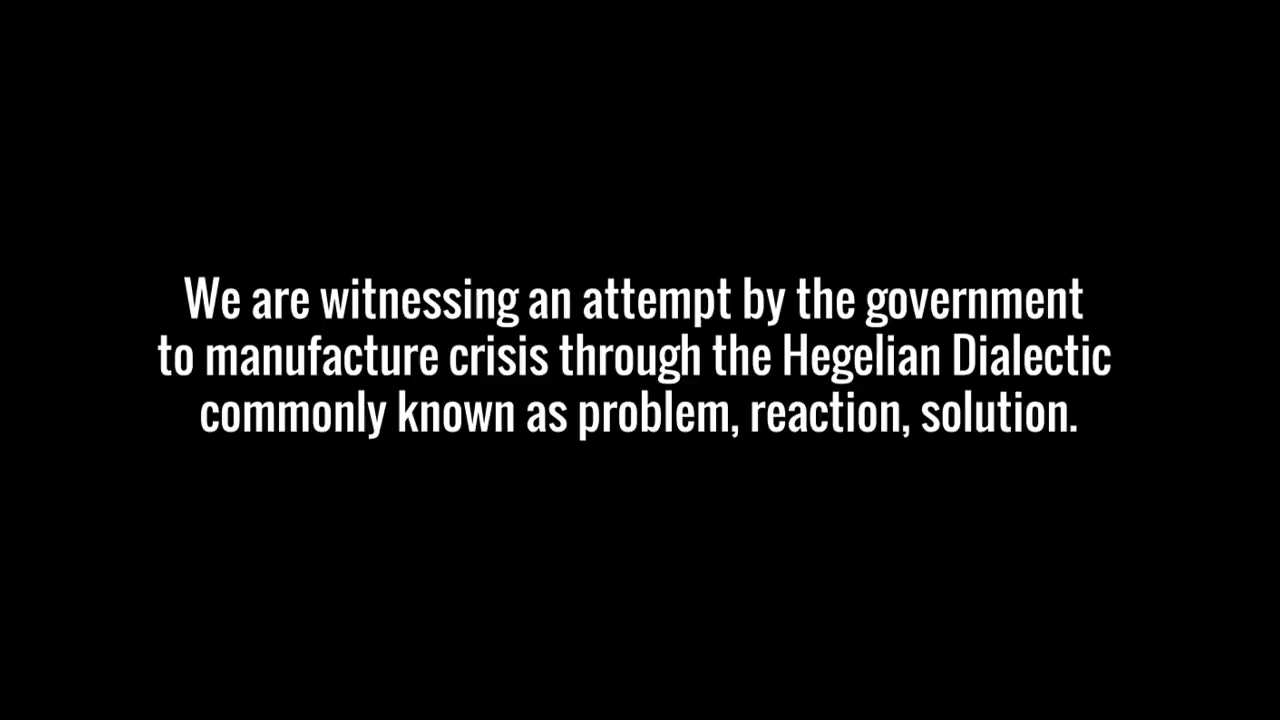 We are witnessing an attempt by the government
to manufacture crisis through the Hegelian Dialectic
commonly known as problem, reaction, solution.